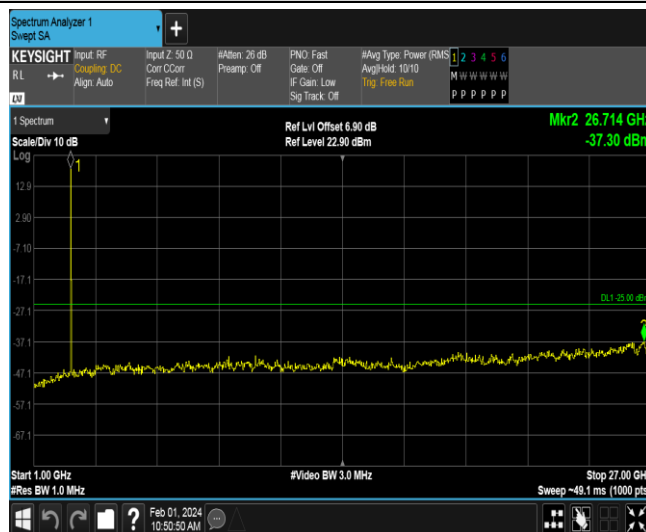 Spectrum Analyzer 1
Swept SA
+
KEYSIGHT Input: RF Input Z: 50 Ω #Atten: 26 dB PNO: Fast #Avg Type: Power (RMS 1 2 3 4 5 6
RL Coupling: DC Corr CCorr Preamp: Off Gate: Off Avg|Hold: 10/10 M W W W W W
Align: Auto Freq Ref: Int (S) IF Gain: Low Trig: Free Run
LXI Sig Track: Off P P P P P P
1 Spectrum Ref Lvl Offset 6.90 dB Mkr2 26.714 GHz
Scale/Div 10 dB Ref Level 22.90 dBm -37.30 dBm
Log
1
12.9
2.90
-7.10
-17.1
DL1 -25.00 dBm
-27.1
-37.1
-47.1
-57.1
-67.1
Start 1.00 GHz #Video BW 3.0 MHz Stop 27.00 GHz
#Res BW 1.0 MHz Sweep ~49.1 ms (1000 pts)
? Feb 01, 2024
10:50:50 AM